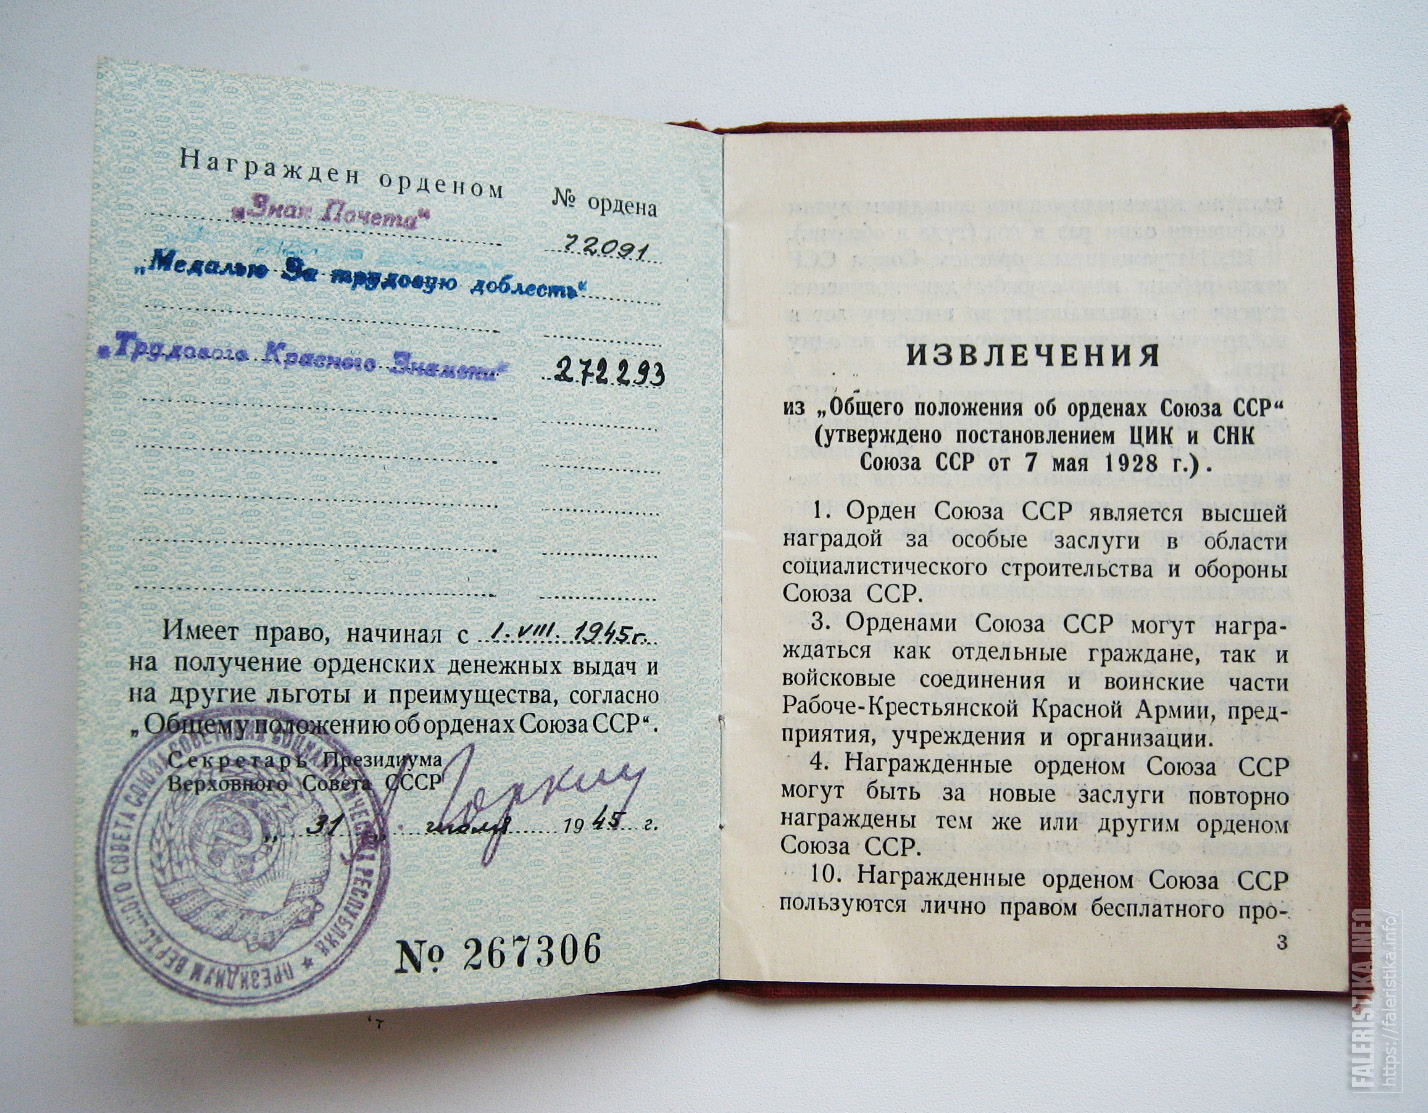 Награжден орденом № ордена
„Знак Почета“ 72091
„Медалью За трудовую доблесть“
„Трудового Красного Знамени“ 272293
Имеет право, начиная с 1. VIII. 1945г.
на получение орденских денежных выдач и
на другие льготы и преимущества, согласно
„Общему положению об орденах Союза ССР“.
Секретарь Президиума
Верховного Совета СССР Горкин
„31„ июля 1945 г.
ПРЕЗИДИУМ СОВЕТА СОЮЗА СОВЕТСКИХ СОЦИАЛИСТИЧЕСКИХ РЕСПУБЛИК
№ 267306
ИЗВЛЕЧЕНИЯ
из „Общего положения об орденах Союза ССР“
(утверждено постановлением ЦИК и СНК
Союза ССР от 7 мая 1928 г.).
1. Орден Союза ССР является высшей
наградой за особые заслуги в области
социалистического строительства и обороны
Союза ССР.
3. Орденами Союза ССР могут награ-
ждаться как отдельные граждане, так и
войсковые соединения и воинские части
Рабоче-Крестьянской Красной Армии, пред-
приятия, учреждения и организации.
4. Награжденные орденом Союза ССР
могут быть за новые заслуги повторно
награждены тем же или другим орденом
Союза ССР.
10. Награжденные орденом Союза ССР
пользуются лично правом бесплатного про-
3
FALERISTIKA.INFO
https://faleristika.info/